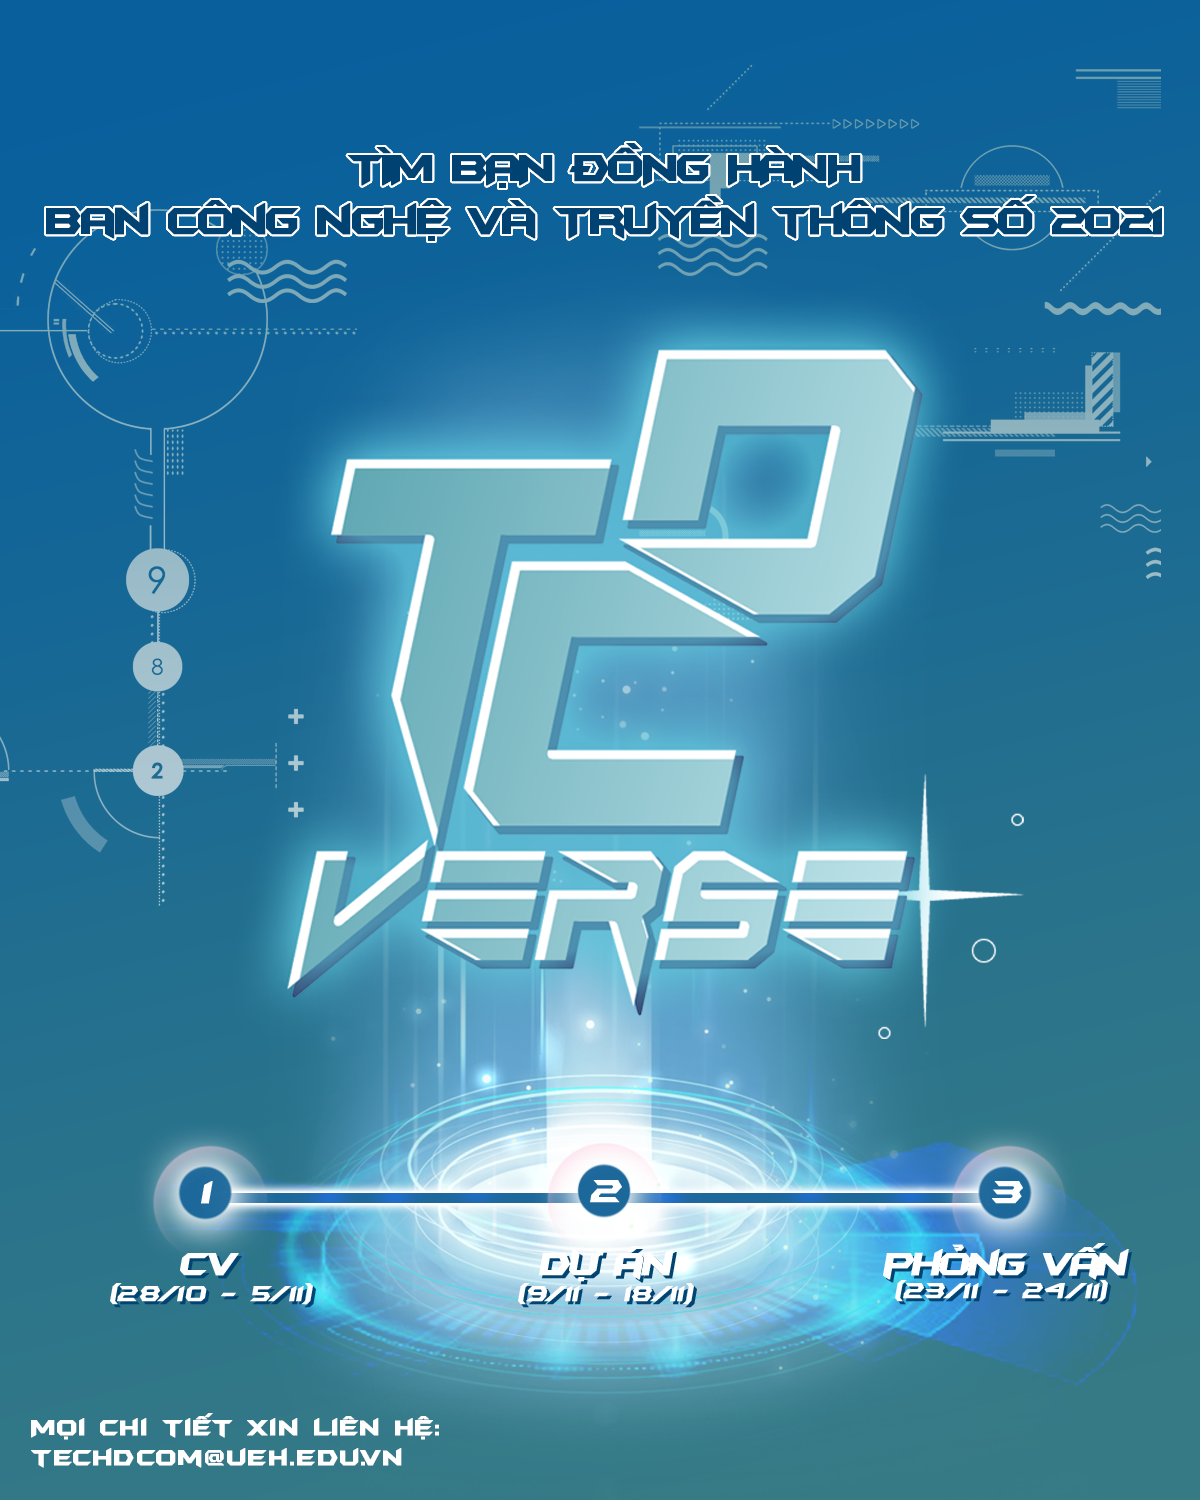 TÌM BẠN ĐỒNG HÀNH
BAN CÔNG NGHỆ VÀ TRUYỀN THÔNG SỐ 2021
TCD
VERSE
9
8
2
1
2
3
CV
DỰ ÁN
PHỎNG VẤN
(28/10 - 5/11)
(9/11 - 18/11)
(23/11 - 24/11)
MỌI CHI TIẾT XIN LIÊN HỆ:
TECHDCOM@UEH.EDU.VN